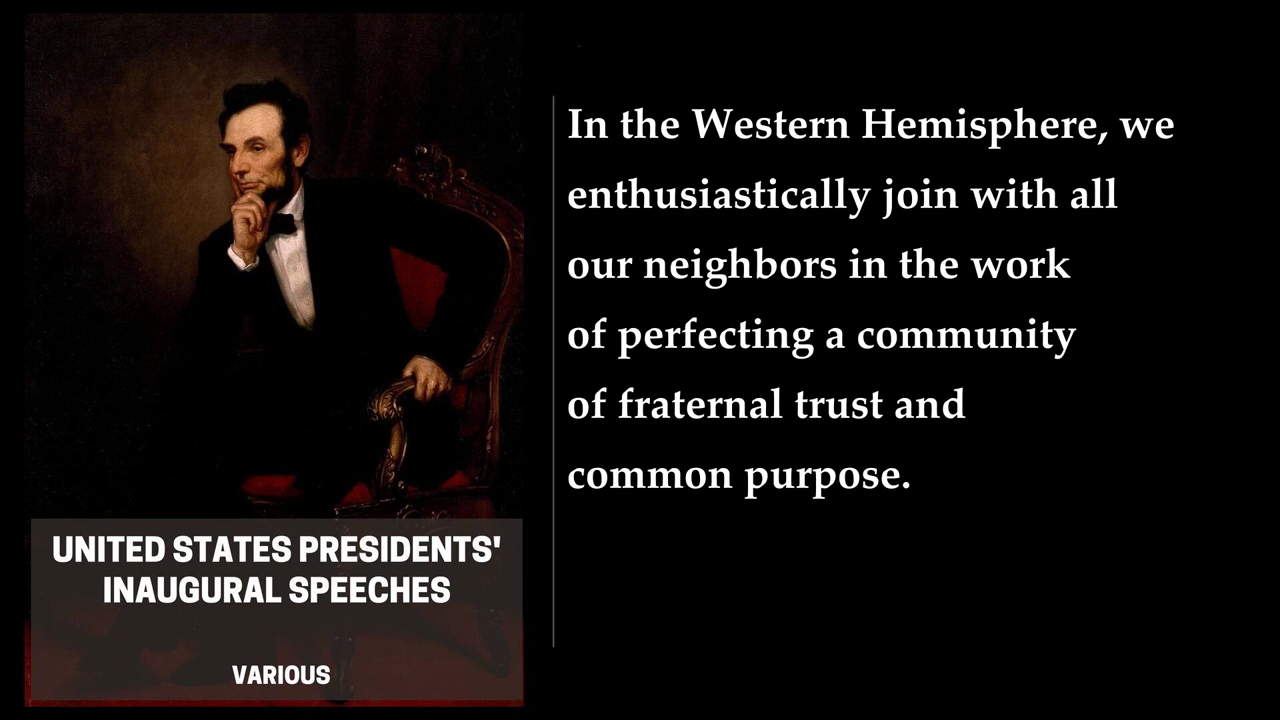 In the Western Hemisphere, we
enthusiastically join with all
our neighbors in the work
of perfecting a community
of fraternal trust and
common purpose.
UNITED STATES PRESIDENTS'
INAUGURAL SPEECHES
VARIOUS